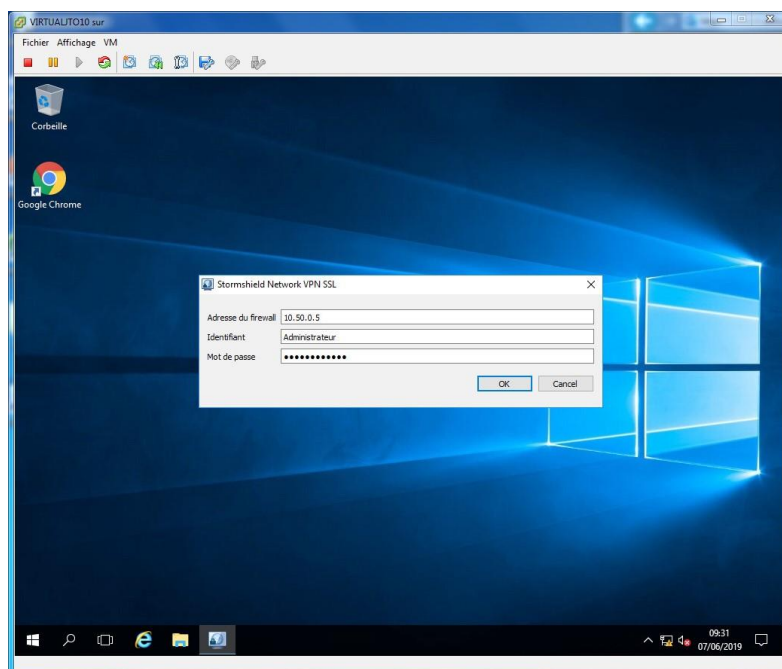 VIRTUALITO10 sur
Fichier Affichage VM
Corbeille
Google Chrome
Stormshield Network VPN SSL
Adresse du firewall 10.50.0.5
Identifiant Administrateur
Mot de passe ••••••••••••
OK Cancel
09:31
07/06/2019